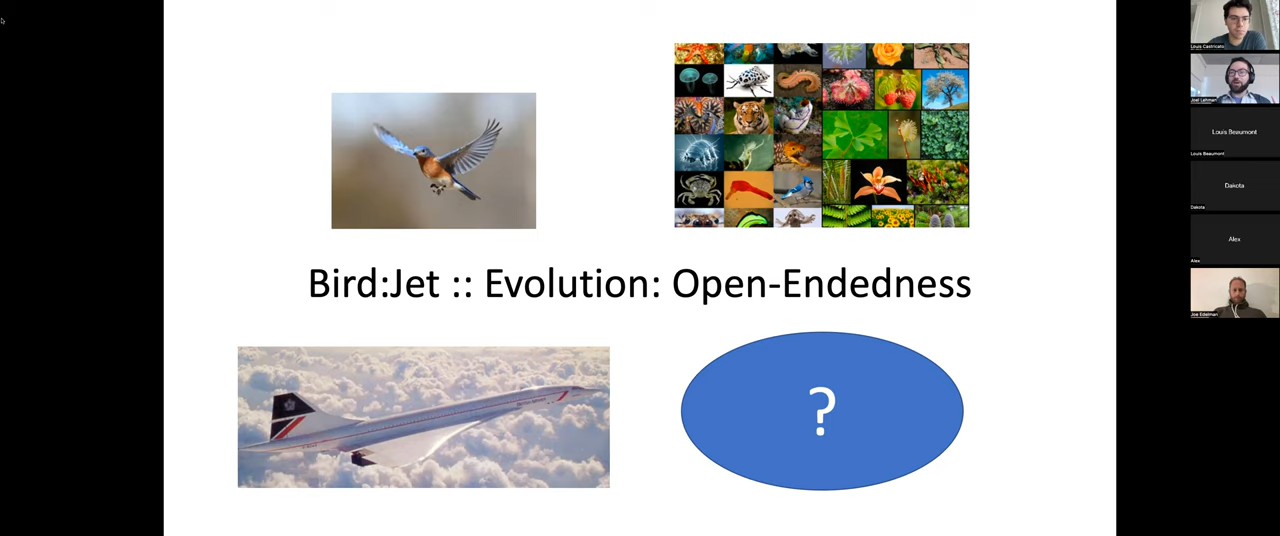 Bird:Jet :: Evolution: Open-Endedness
?
Louis Castricato
Joel Lehman
Louis Beaumont
Louis Beaumont
Dakota
Dakota
Alex
Alex
Joe Edelman